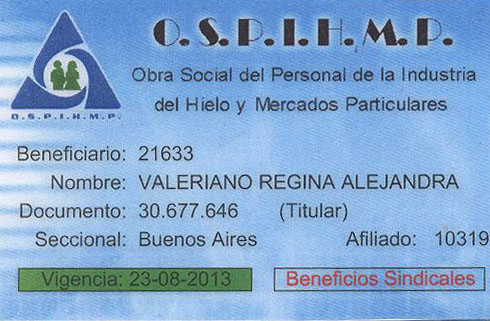 O.S.P.I.H.M.P.
Obra Social del Personal de la Industria
del Hielo y Mercados Particulares
O.S.P.I.H.M.P.
Beneficiario: 21633
Nombre: VALERIANO REGINA ALEJANDRA
Documento: 30.677.646 (Titular)
Seccional: Buenos Aires Afiliado: 10319
Vigencia: 23-08-2013 Beneficios Sindicales